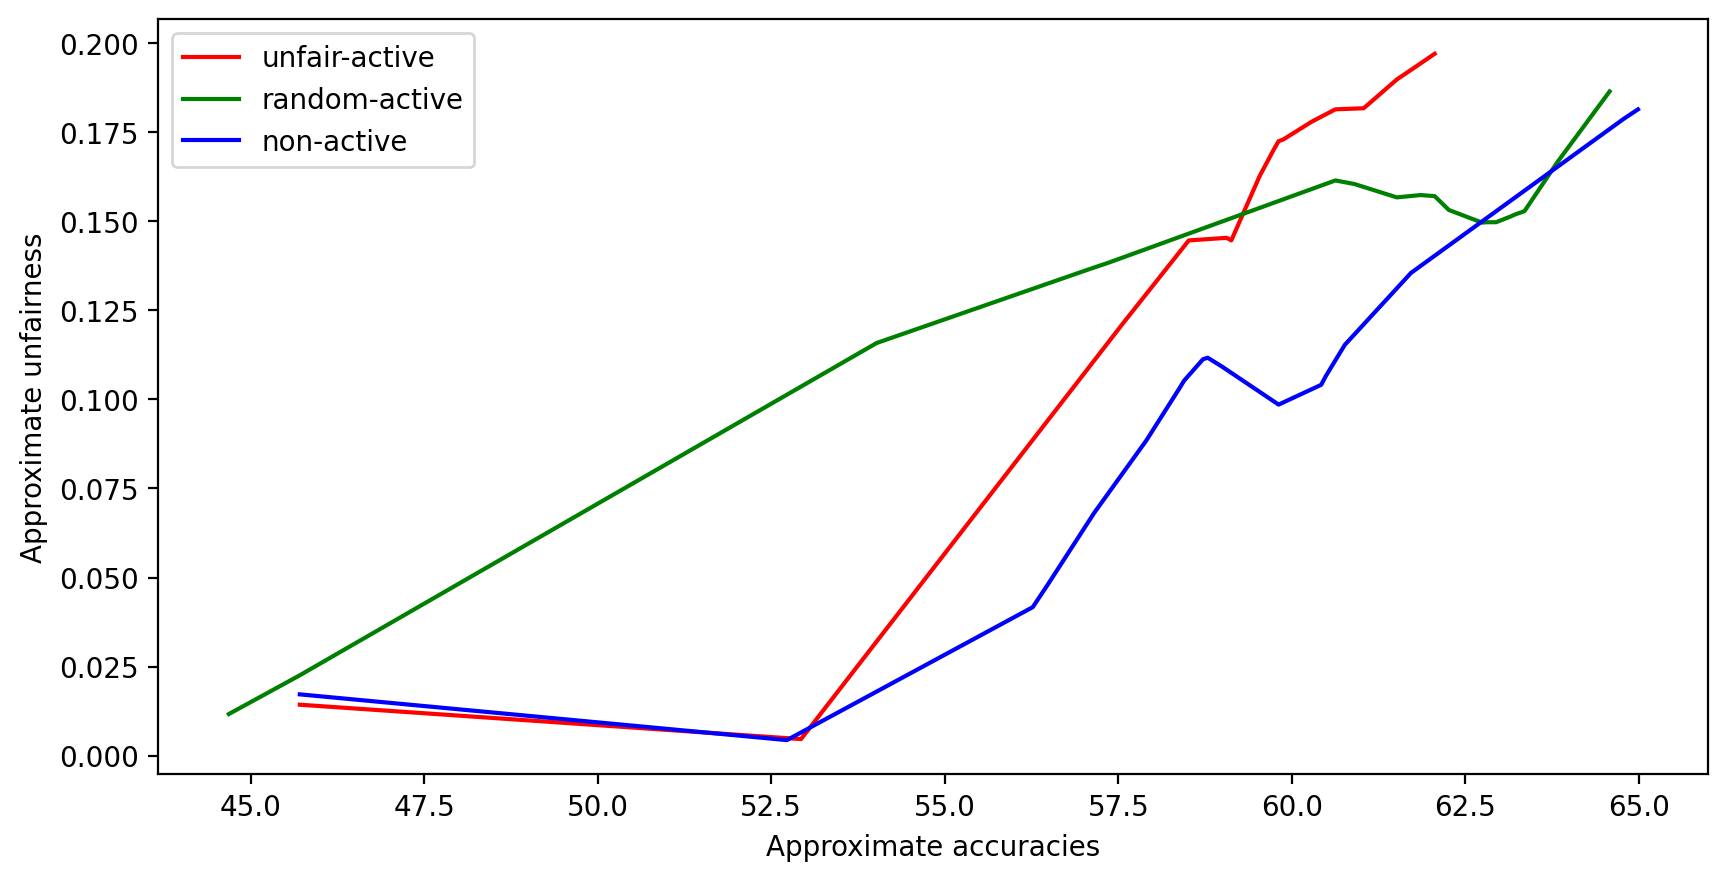 unfair-active
random-active
non-active
Approximate unfairness
0.200
0.175
0.150
0.125
0.100
0.075
0.050
0.025
0.000
45.0 47.5 50.0 52.5 55.0 57.5 60.0 62.5 65.0
Approximate accuracies